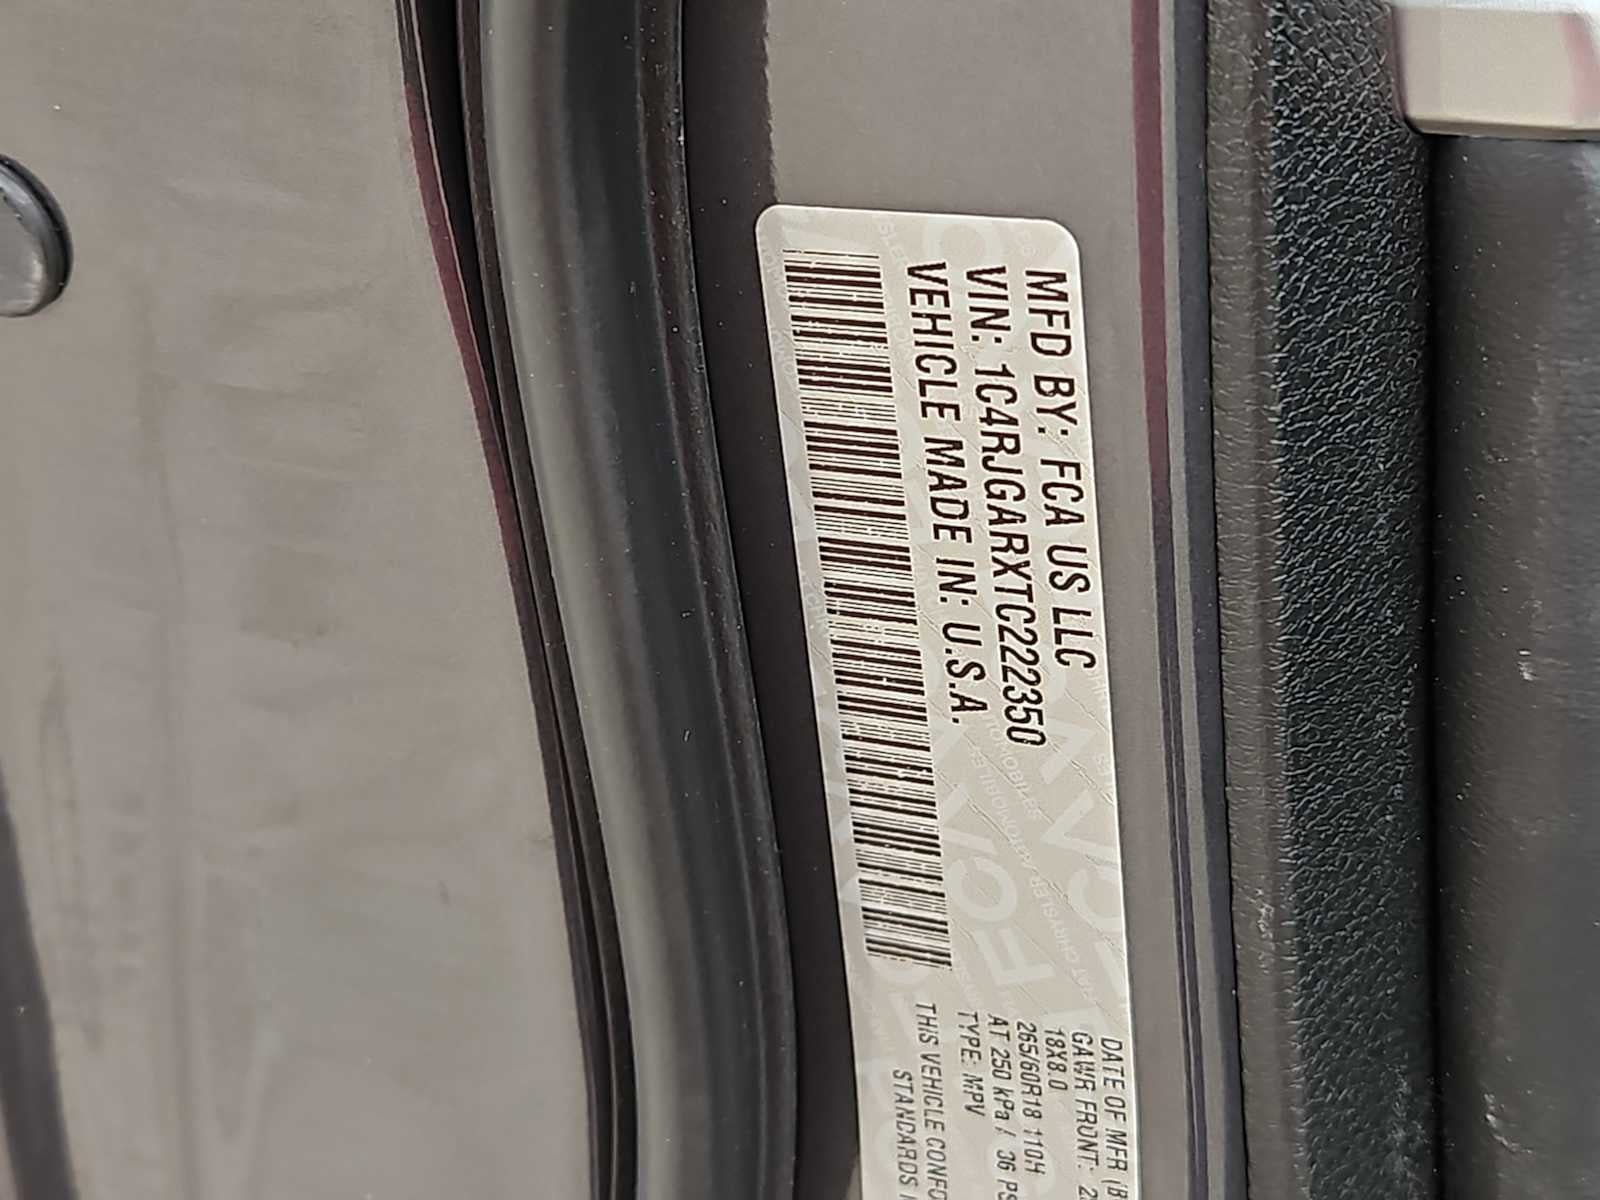 MFD BY: FCA US LLC
VIN: 1C4RJGARXTC222350
VEHICLE MADE IN: U.S.A.
DATE OF MFR
GAWR FRONT:
18X8.0
265/60R18 110H
AT 250 kPa / 36
TYPE: MPV
THIS VEHICLE
STANDARDS